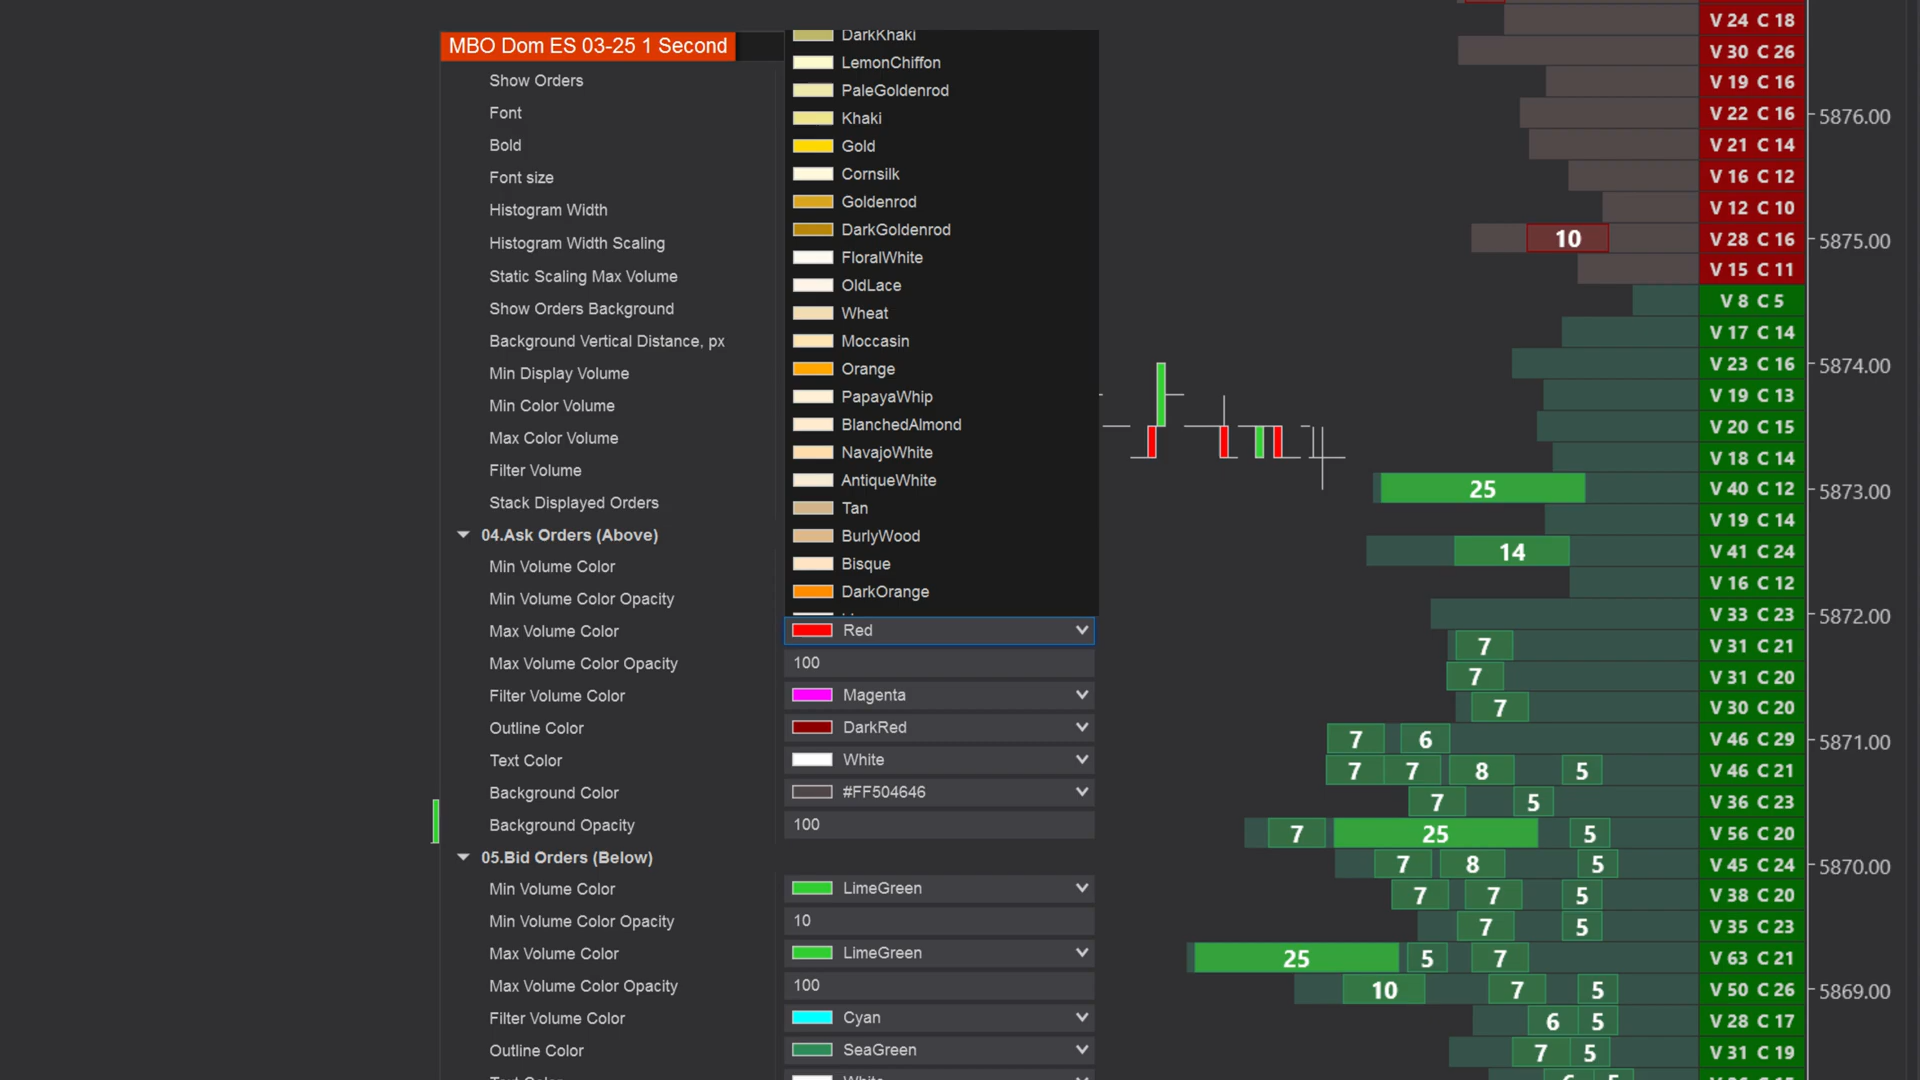 MBO Dom ES 03-25 1 Second
Show Orders
Font
Bold
Font size
Histogram Width
Histogram Width Scaling
Static Scaling Max Volume
Show Orders Background
Background Vertical Distance, px
Min Display Volume
Min Color Volume
Max Color Volume
Filter Volume
Stack Displayed Orders
DarkKhaki
LemonChiffon
PaleGoldenrod
Khaki
Gold
Cornsilk
Goldenrod
DarkGoldenrod
FloralWhite
OldLace
Wheat
Moccasin
Orange
PapayaWhip
BlanchedAlmond
NavajoWhite
AntiqueWhite
Tan
BurlyWood
Bisque
DarkOrange
04.Ask Orders (Above)
Min Volume Color
Min Volume Color Opacity
Max Volume Color Red
Max Volume Color Opacity 100
Filter Volume Color Magenta
Outline Color DarkRed
Text Color White
Background Color #FF504646
Background Opacity 100
05.Bid Orders (Below)
Min Volume Color LimeGreen
Min Volume Color Opacity 10
Max Volume Color LimeGreen
Max Volume Color Opacity 100
Filter Volume Color Cyan
Outline Color SeaGreen
V 24 C 18
V 30 C 26
V 19 C 16
V 22 C 16 5876.00
V 21 C 14
V 16 C 12
V 12 C 10
10 V 28 C 16 5875.00
V 15 C 11
V 8 C 5
V 17 C 14
V 23 C 16 5874.00
V 19 C 13
V 20 C 15
V 18 C 14
25 V 40 C 12 5873.00
V 19 C 14
14 V 41 C 24
V 16 C 12
V 33 C 23 5872.00
7 V 31 C 21
7 V 31 C 20
7 V 30 C 20
7 6 V 46 C 29 5871.00
7 7 8 5 V 46 C 21
7 5 V 36 C 23
7 25 5 V 56 C 20
7 8 5 V 45 C 24 5870.00
7 7 5 V 38 C 20
7 5 V 35 C 23
25 5 7 V 63 C 21
10 7 5 V 50 C 26 5869.00
6 5 V 28 C 17
7 5 V 31 C 19